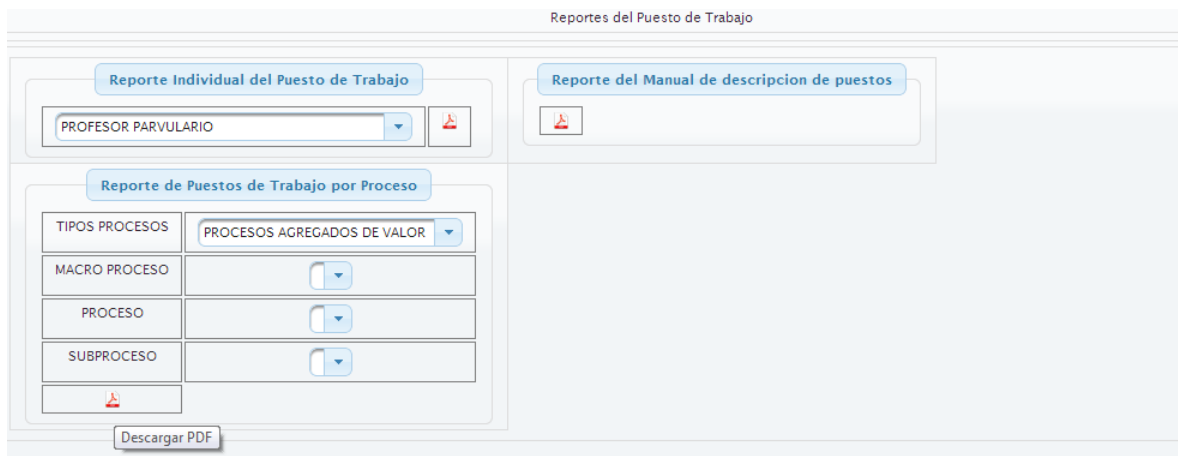 Reportes del Puesto de Trabajo
Reporte Individual del Puesto de Trabajo
PROFESOR PARVULARIO
Reporte del Manual de descripcion de puestos
Reporte de Puestos de Trabajo por Proceso
TIPOS PROCESOS
PROCESOS AGREGADOS DE VALOR
MACRO PROCESO
PROCESO
SUBPROCESO
Descargar PDF